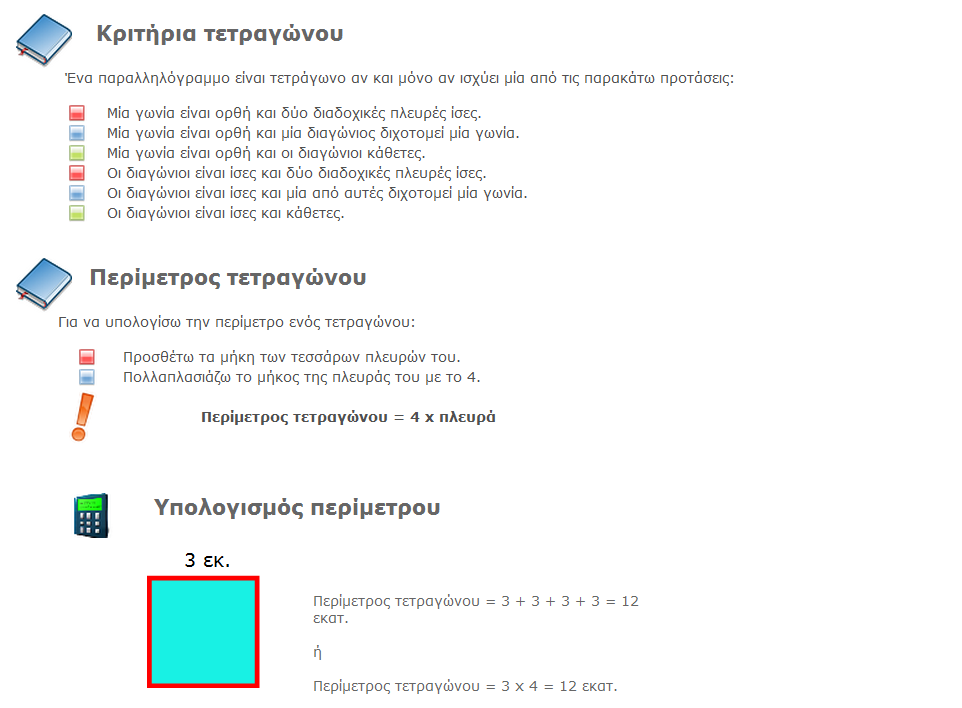 Κριτήρια τετραγώνου
Ένα παραλληλόγραμμο είναι τετράγωνο αν και μόνο αν ισχύει μία από τις παρακάτω προτάσεις:
Μία γωνία είναι ορθή και δύο διαδοχικές πλευρές ίσες.
Μία γωνία είναι ορθή και μία διαγώνιος διχοτομεί μία γωνία.
Μία γωνία είναι ορθή και οι διαγώνιοι κάθετες.
Οι διαγώνιοι είναι ίσες και δύο διαδοχικές πλευρές ίσες.
Οι διαγώνιοι είναι ίσες και μία από αυτές διχοτομεί μία γωνία.
Οι διαγώνιοι είναι ίσες και κάθετες.
Περίμετρος τετραγώνου
Για να υπολογίσω την περίμετρο ενός τετραγώνου:
Προσθέτω τα μήκη των τεσσάρων πλευρών του.
Πολλαπλασιάζω το μήκος της πλευράς του με το 4.
Περίμετρος τετραγώνου = 4 x πλευρά
Υπολογισμός περίμετρου
3 εκ.
Περίμετρος τετραγώνου = 3 + 3 + 3 + 3 = 12
εκατ.
ή
Περίμετρος τετραγώνου = 3 x 4 = 12 εκατ.